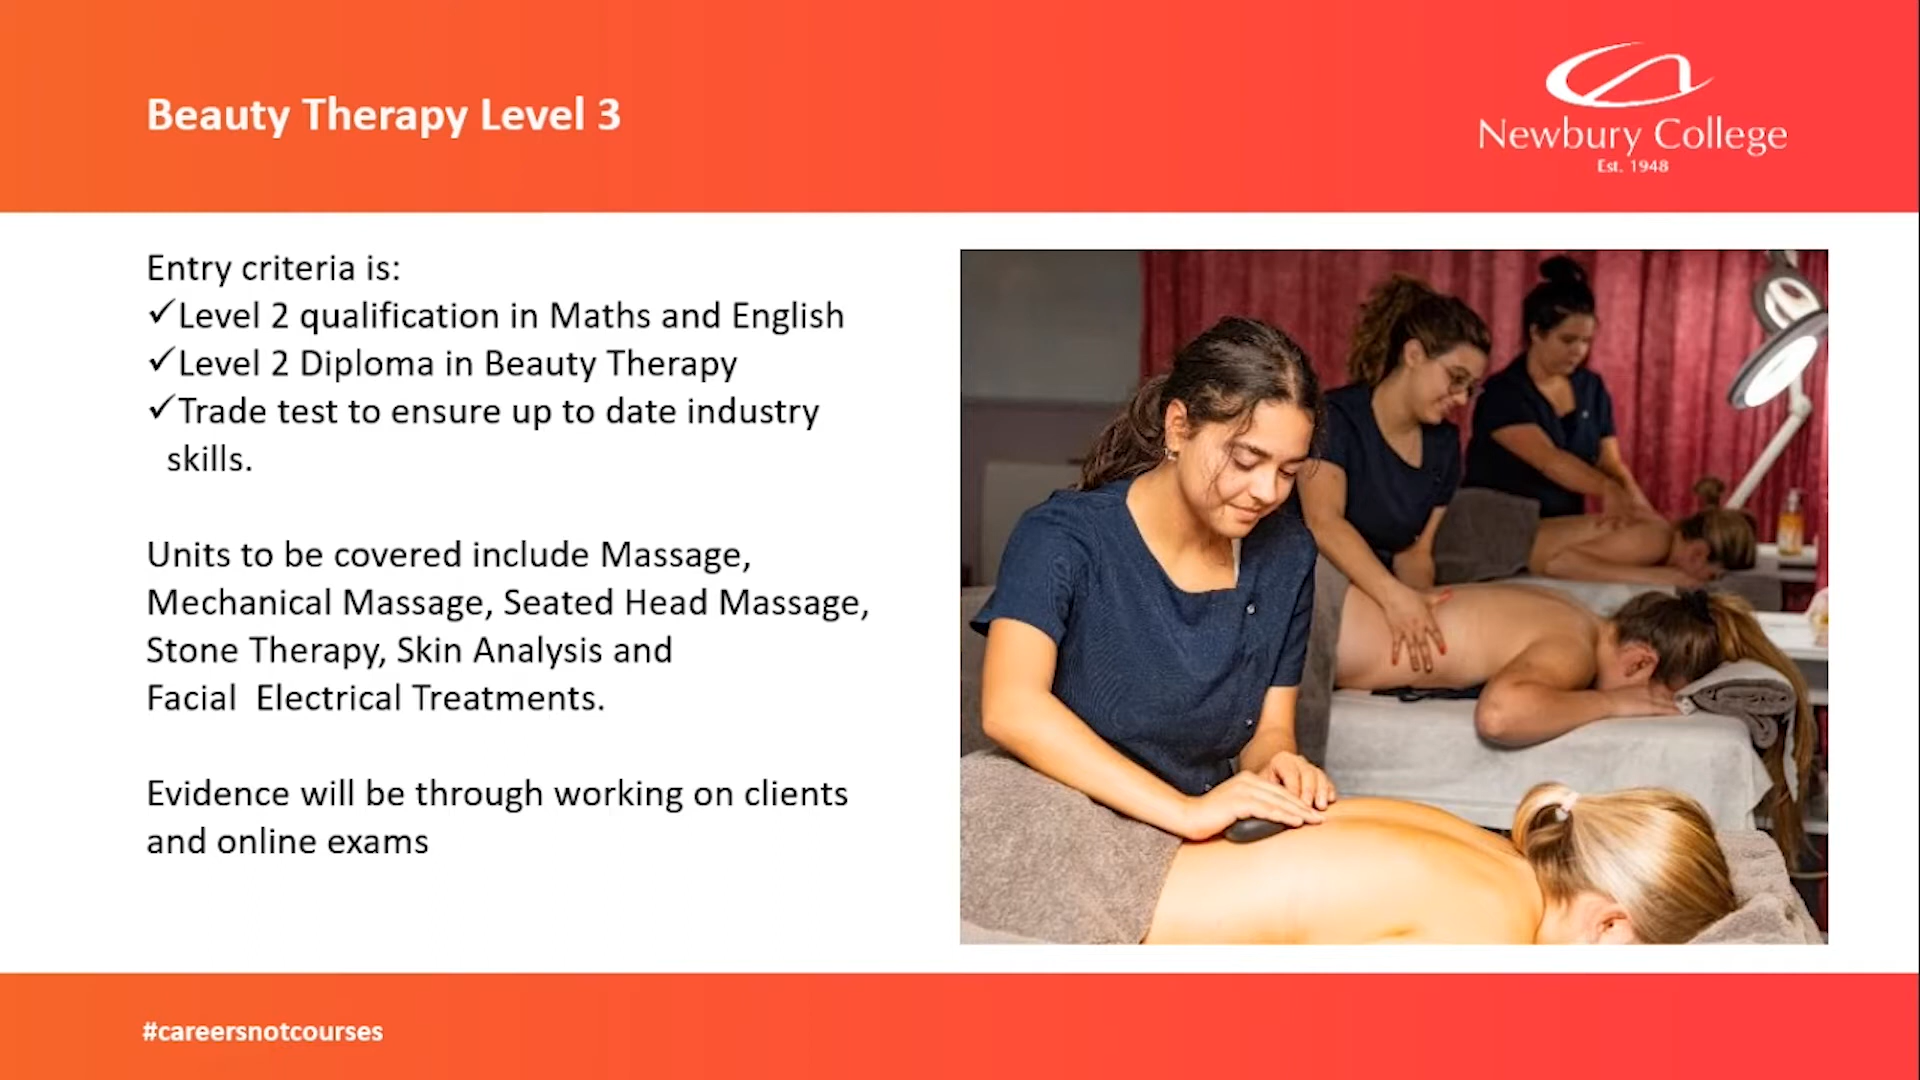 Beauty Therapy Level 3
Newbury College
Est. 1948
Entry criteria is:
✓Level 2 qualification in Maths and English
✓Level 2 Diploma in Beauty Therapy
✓Trade test to ensure up to date industry
skills.
Units to be covered include Massage,
Mechanical Massage, Seated Head Massage,
Stone Therapy, Skin Analysis and
Facial  Electrical Treatments.
Evidence will be through working on clients
and online exams
#careersnotcourses